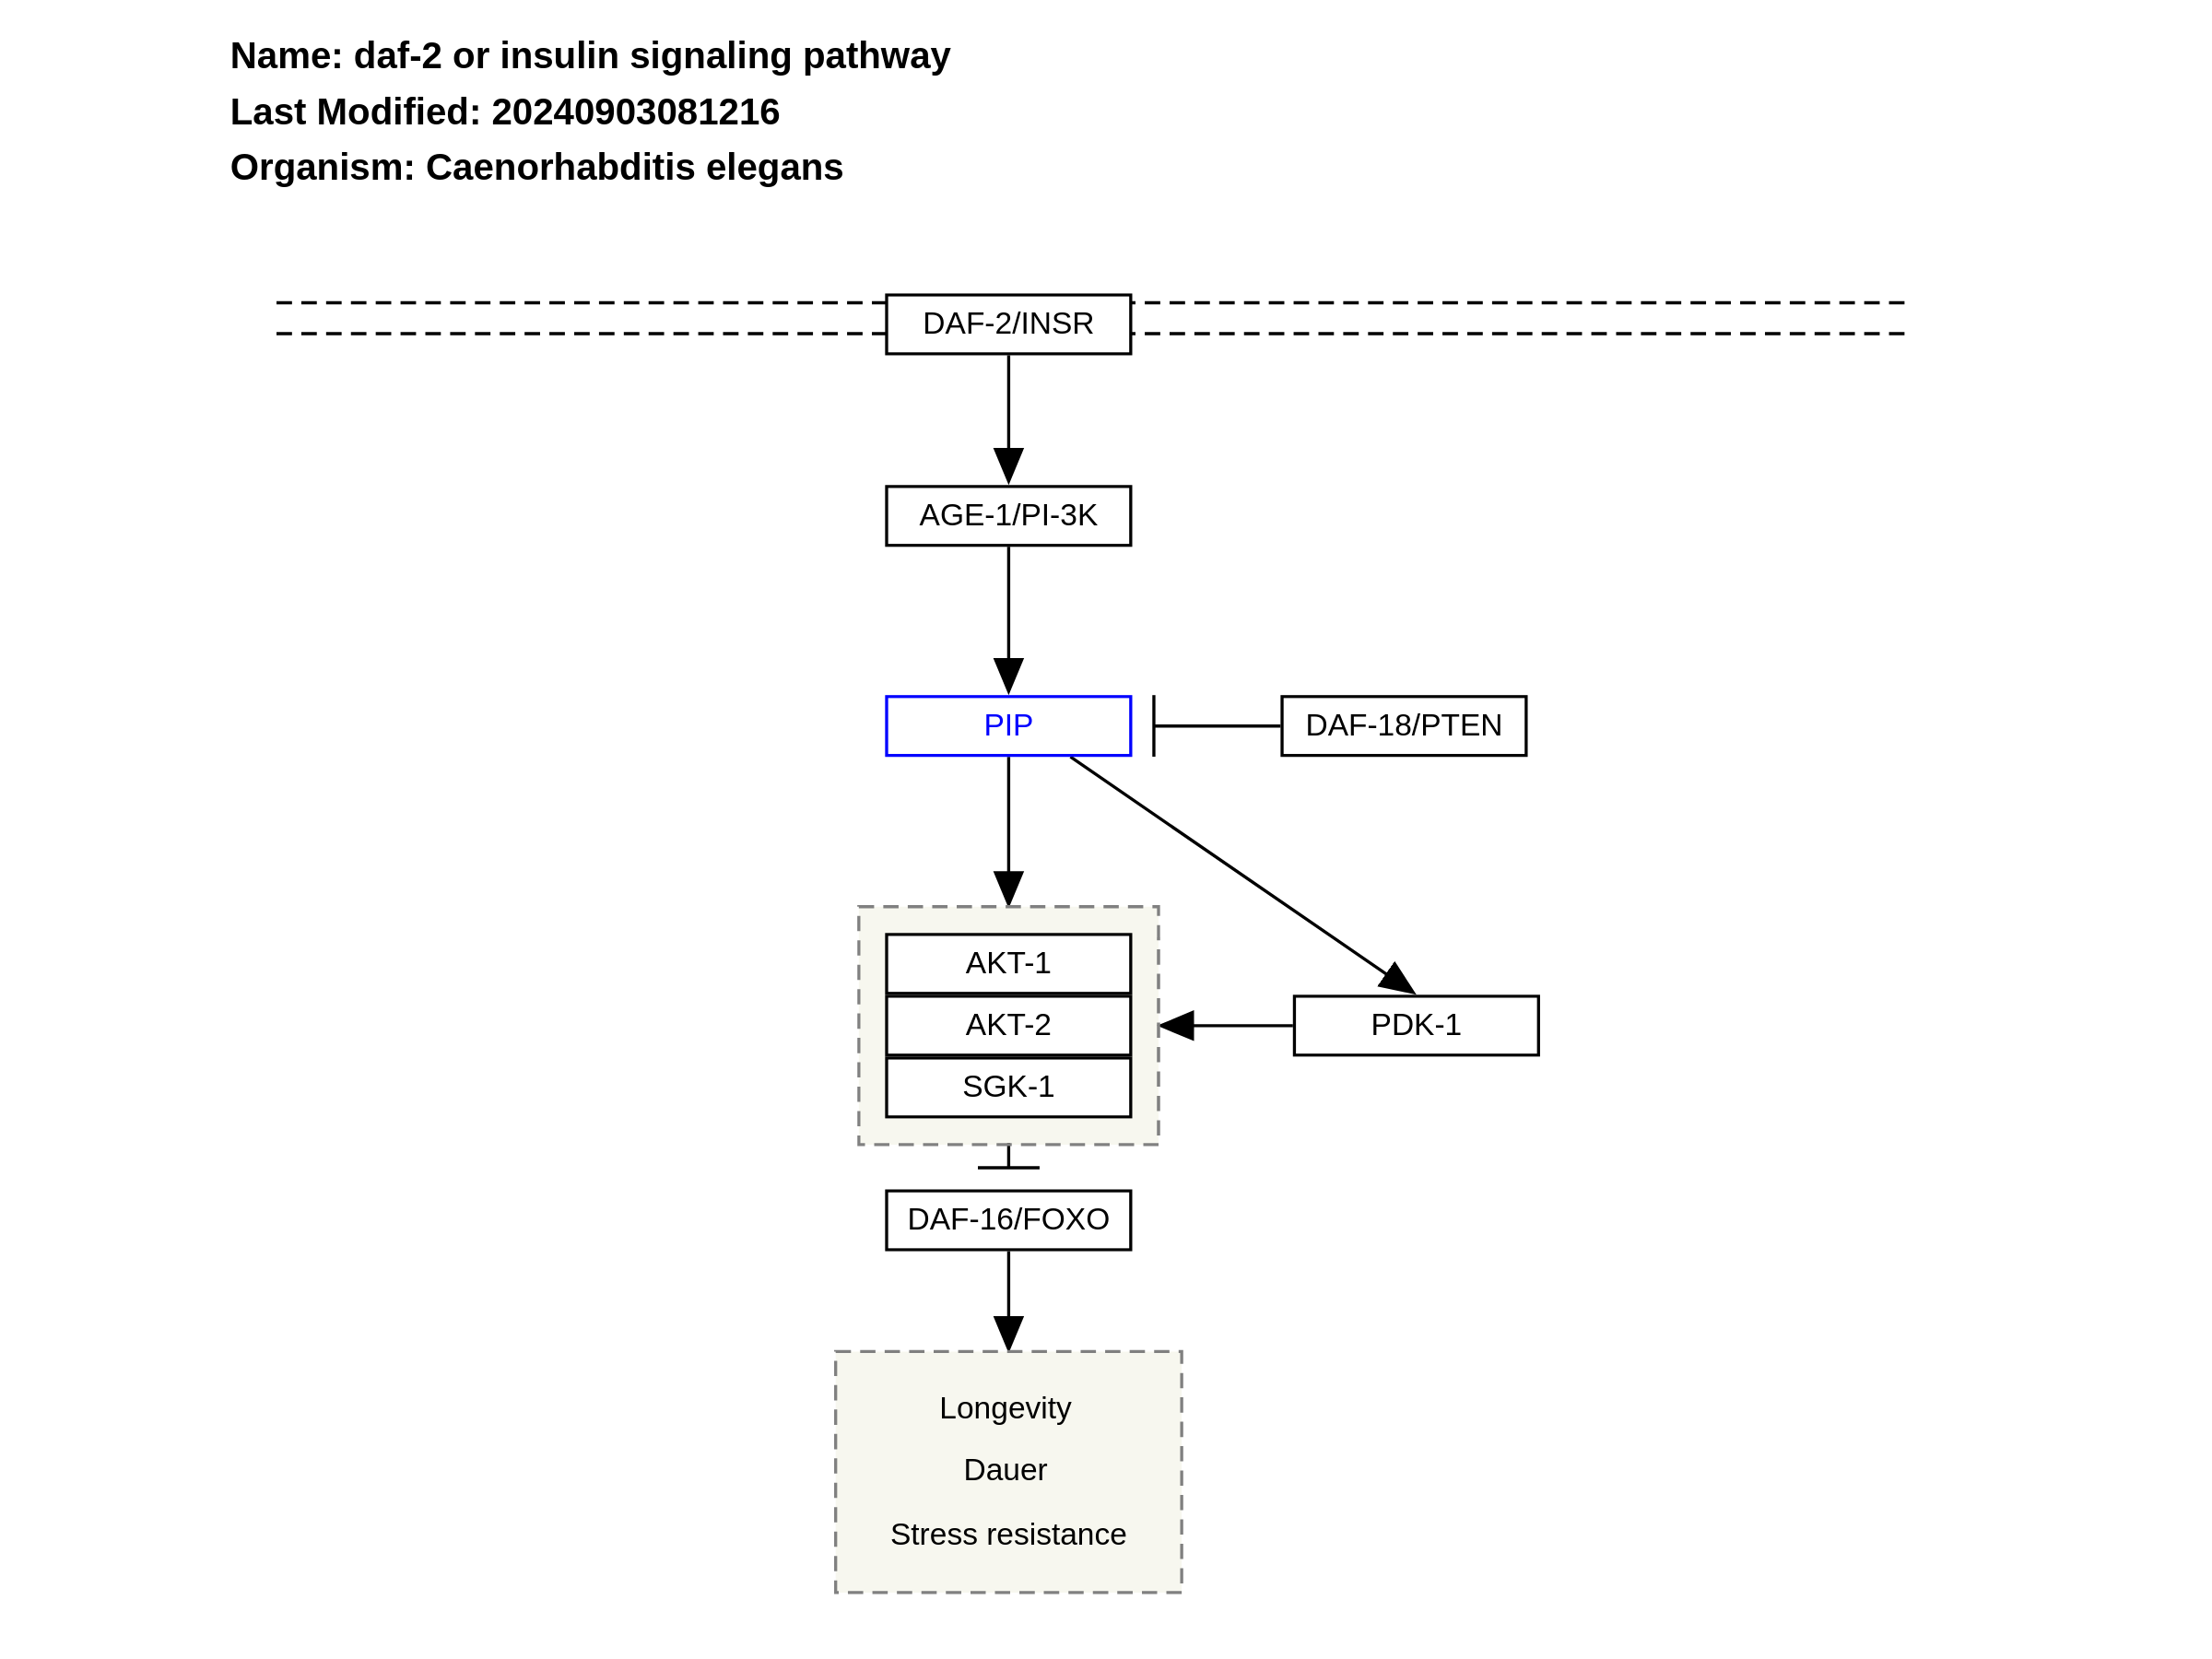 Name: daf-2 or insulin signaling pathway
Last Modified: 20240903081216
Organism: Caenorhabditis elegans
DAF-2/INSR
AGE-1/PI-3K
PIP
DAF-18/PTEN
AKT-1
AKT-2
PDK-1
SGK-1
DAF-16/FOXO
Longevity
Dauer
Stress resistance